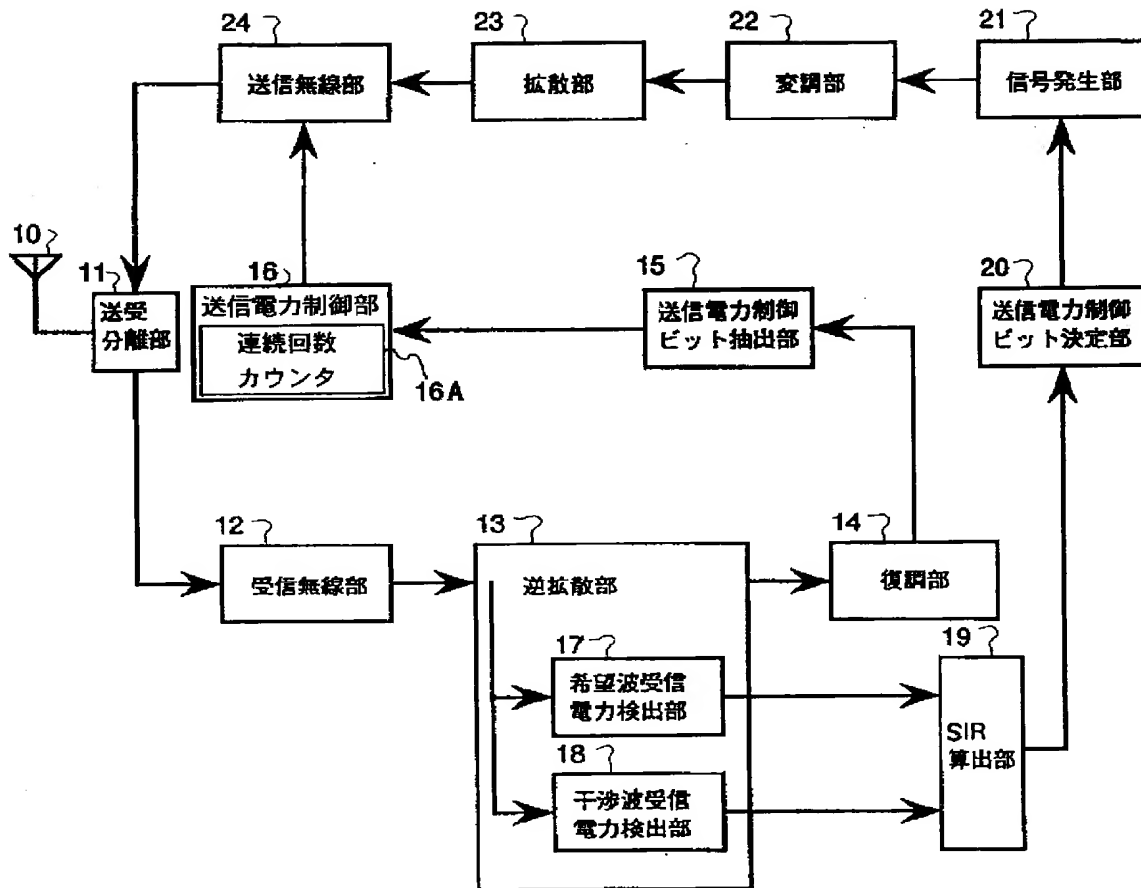 24
送信無線部
23
拡散部
22
変調部
21
信号発生部
10
11
送受
分離部
16
送信電力制御部
連続回数
カウンタ
16A
15
送信電力制御
ビット抽出部
20
送信電力制御
ビット決定部
12
受信無線部
13
逆拡散部
14
復調部
17
希望波受信
電力検出部
18
干渉波受信
電力検出部
19
SIR
算出部